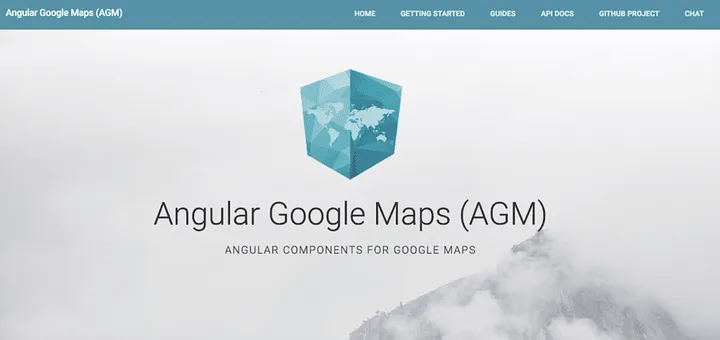 Angular Google Maps (AGM)
HOME GETTING STARTED GUIDES API DOCS GITHUB PROJECT CHAT
Angular Google Maps (AGM)
ANGULAR COMPONENTS FOR GOOGLE MAPS